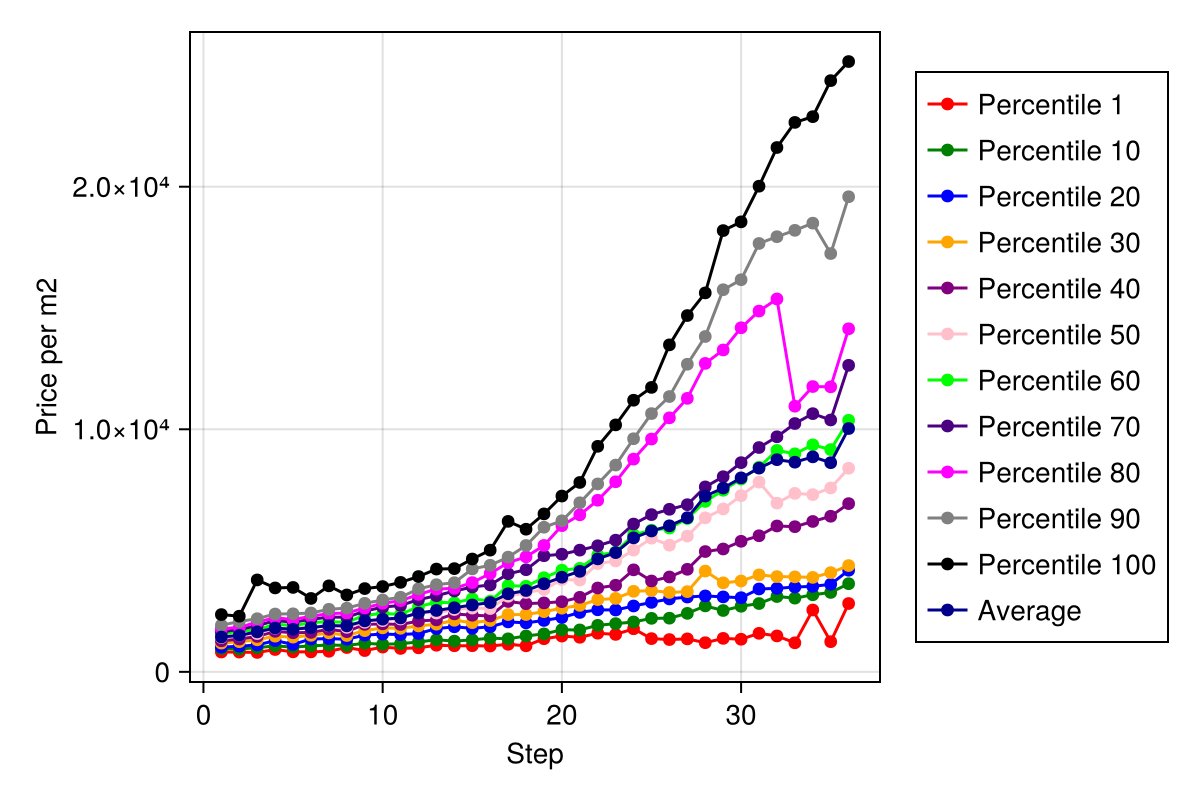 Price per m2
2.0×10⁴
1.0×10⁴
0
0 10 20 30
Step
Percentile 1
Percentile 10
Percentile 20
Percentile 30
Percentile 40
Percentile 50
Percentile 60
Percentile 70
Percentile 80
Percentile 90
Percentile 100
Average